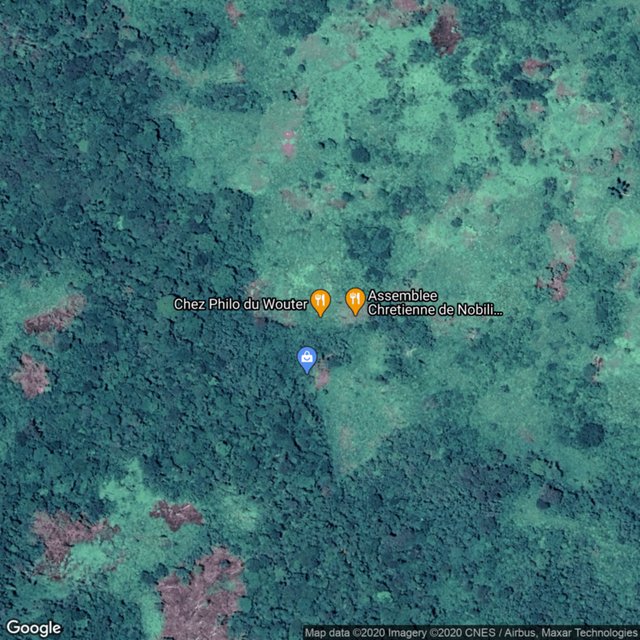 Chez Philo du Wouter
Assemblee
Chretienne de Nobili...
Google
Map data ©2020 Imagery ©2020 CNES / Airbus, Maxar Technologies